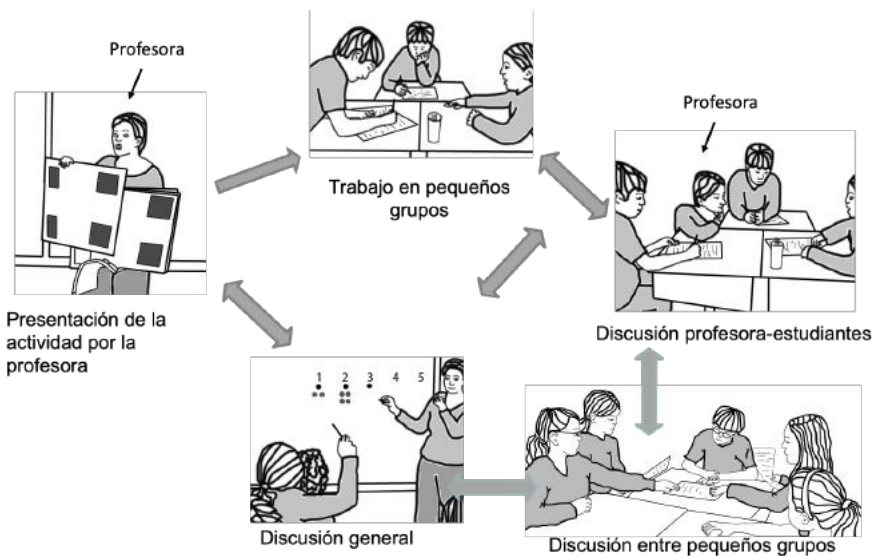 Profesora
Profesora
Trabajo en pequeños
grupos
Presentación de la
actividad por la
profesora
Discusión profesora-estudiantes
1 2 3 4 5
Discusión general
Discusión entre pequeños grupos